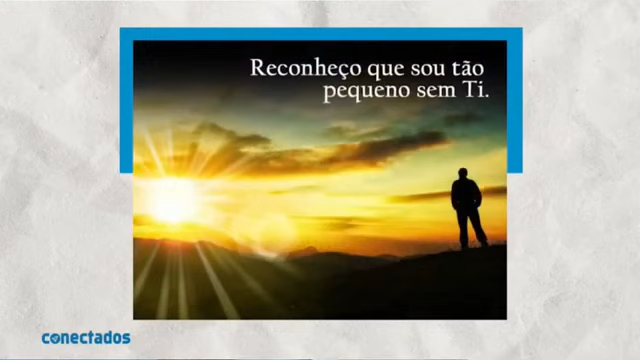 Reconheço que sou tão
pequeno sem Ti.
conectados